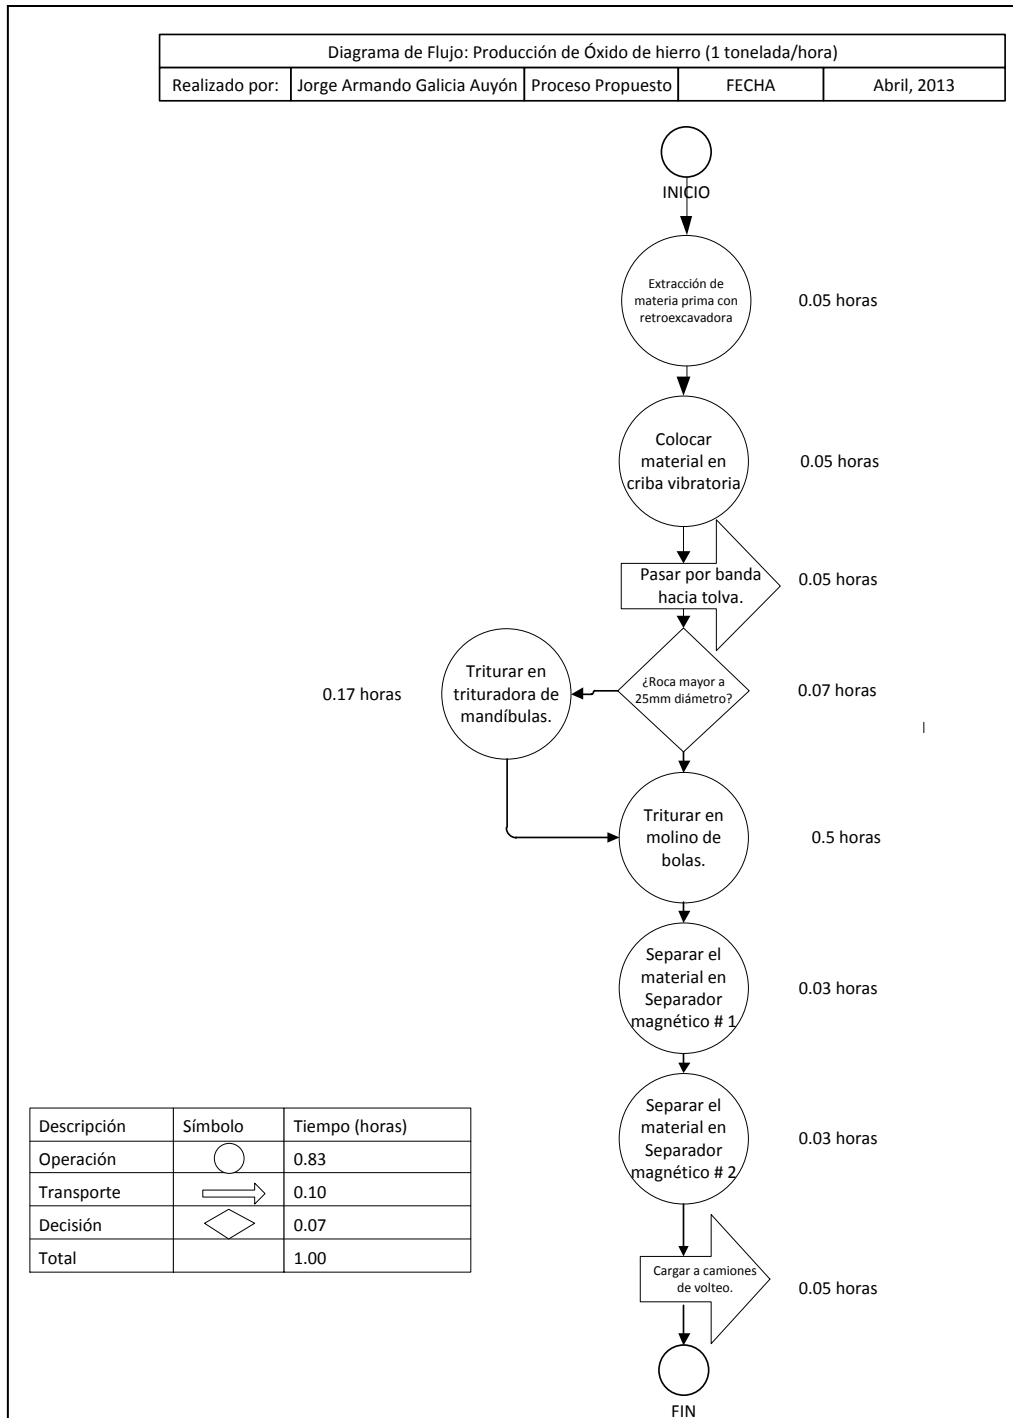 Diagrama de Flujo: Producción de Óxido de hierro (1 tonelada/hora)
Realizado por: Jorge Armando Galicia Auyón Proceso Propuesto FECHA Abril, 2013
INICIO
Extracción de
materia prima con
retroexcavadora
0.05 horas
Colocar
material en
criba vibratoria
0.05 horas
Pasar por banda
hacia tolva.
0.05 horas
¿Roca mayor a
25mm diámetro?
0.07 horas
Triturar en
trituradora de
mandíbulas.
0.17 horas
Triturar en
molino de
bolas.
0.5 horas
Separar el
material en
Separador
magnético # 1
0.03 horas
Separar el
material en
Separador
magnético # 2
0.03 horas
Cargar a camiones
de volteo.
0.05 horas
FIN
Descripción Símbolo Tiempo (horas)
Operación 0.83
Transporte 0.10
Decisión 0.07
Total 1.00